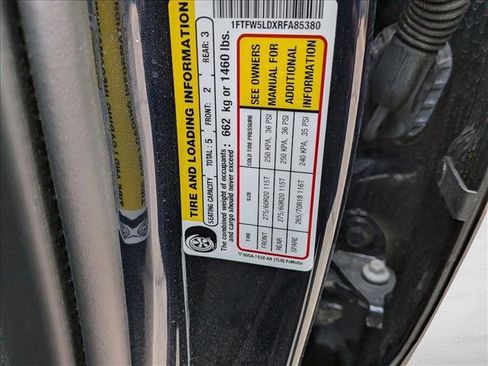 1FTFW5LDXRFA85380
TIRE AND LOADING INFORMATION
SEATING CAPACITY TOTAL: 5 FRONT: 2 REAR: 3
The combined weight of occupants and cargo should never exceed : 662 kg or 1460 lbs.
TIRE SIZE COLD TIRE PRESSURE
FRONT 275/60R20 115T 250 KPA, 36 PSI
REAR 275/60R20 115T 250 KPA, 36 PSI
SPARE 265/70R18 116T 240 KPA, 35 PSI
SEE OWNERS
MANUAL FOR
ADDITIONAL
INFORMATION